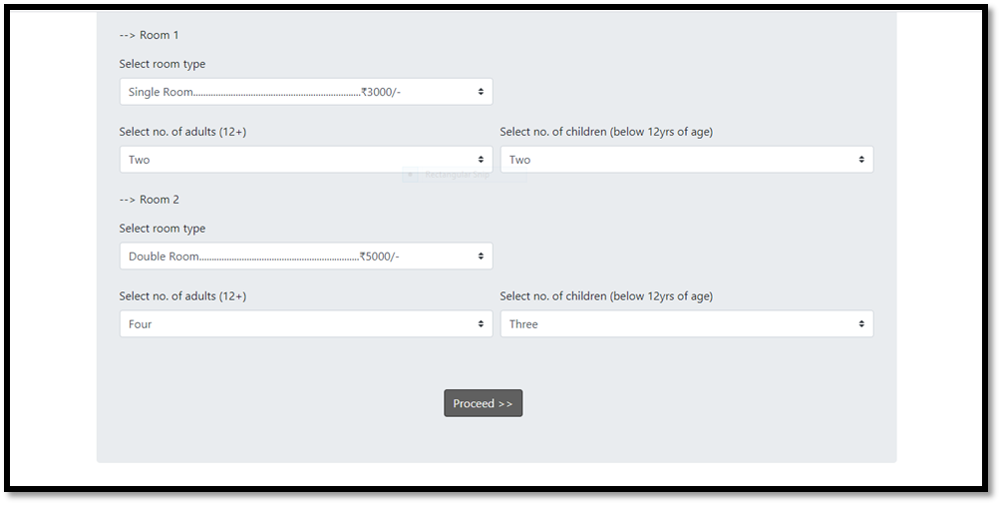 --> Room 1
Select room type
Single Room......................................................................₹3000/-
Select no. of adults (12+) Select no. of children (below 12yrs of age)
Two Two
Rectangular Snip
--> Room 2
Select room type
Double Room...................................................................₹5000/-
Select no. of adults (12+) Select no. of children (below 12yrs of age)
Four Three
Proceed >>